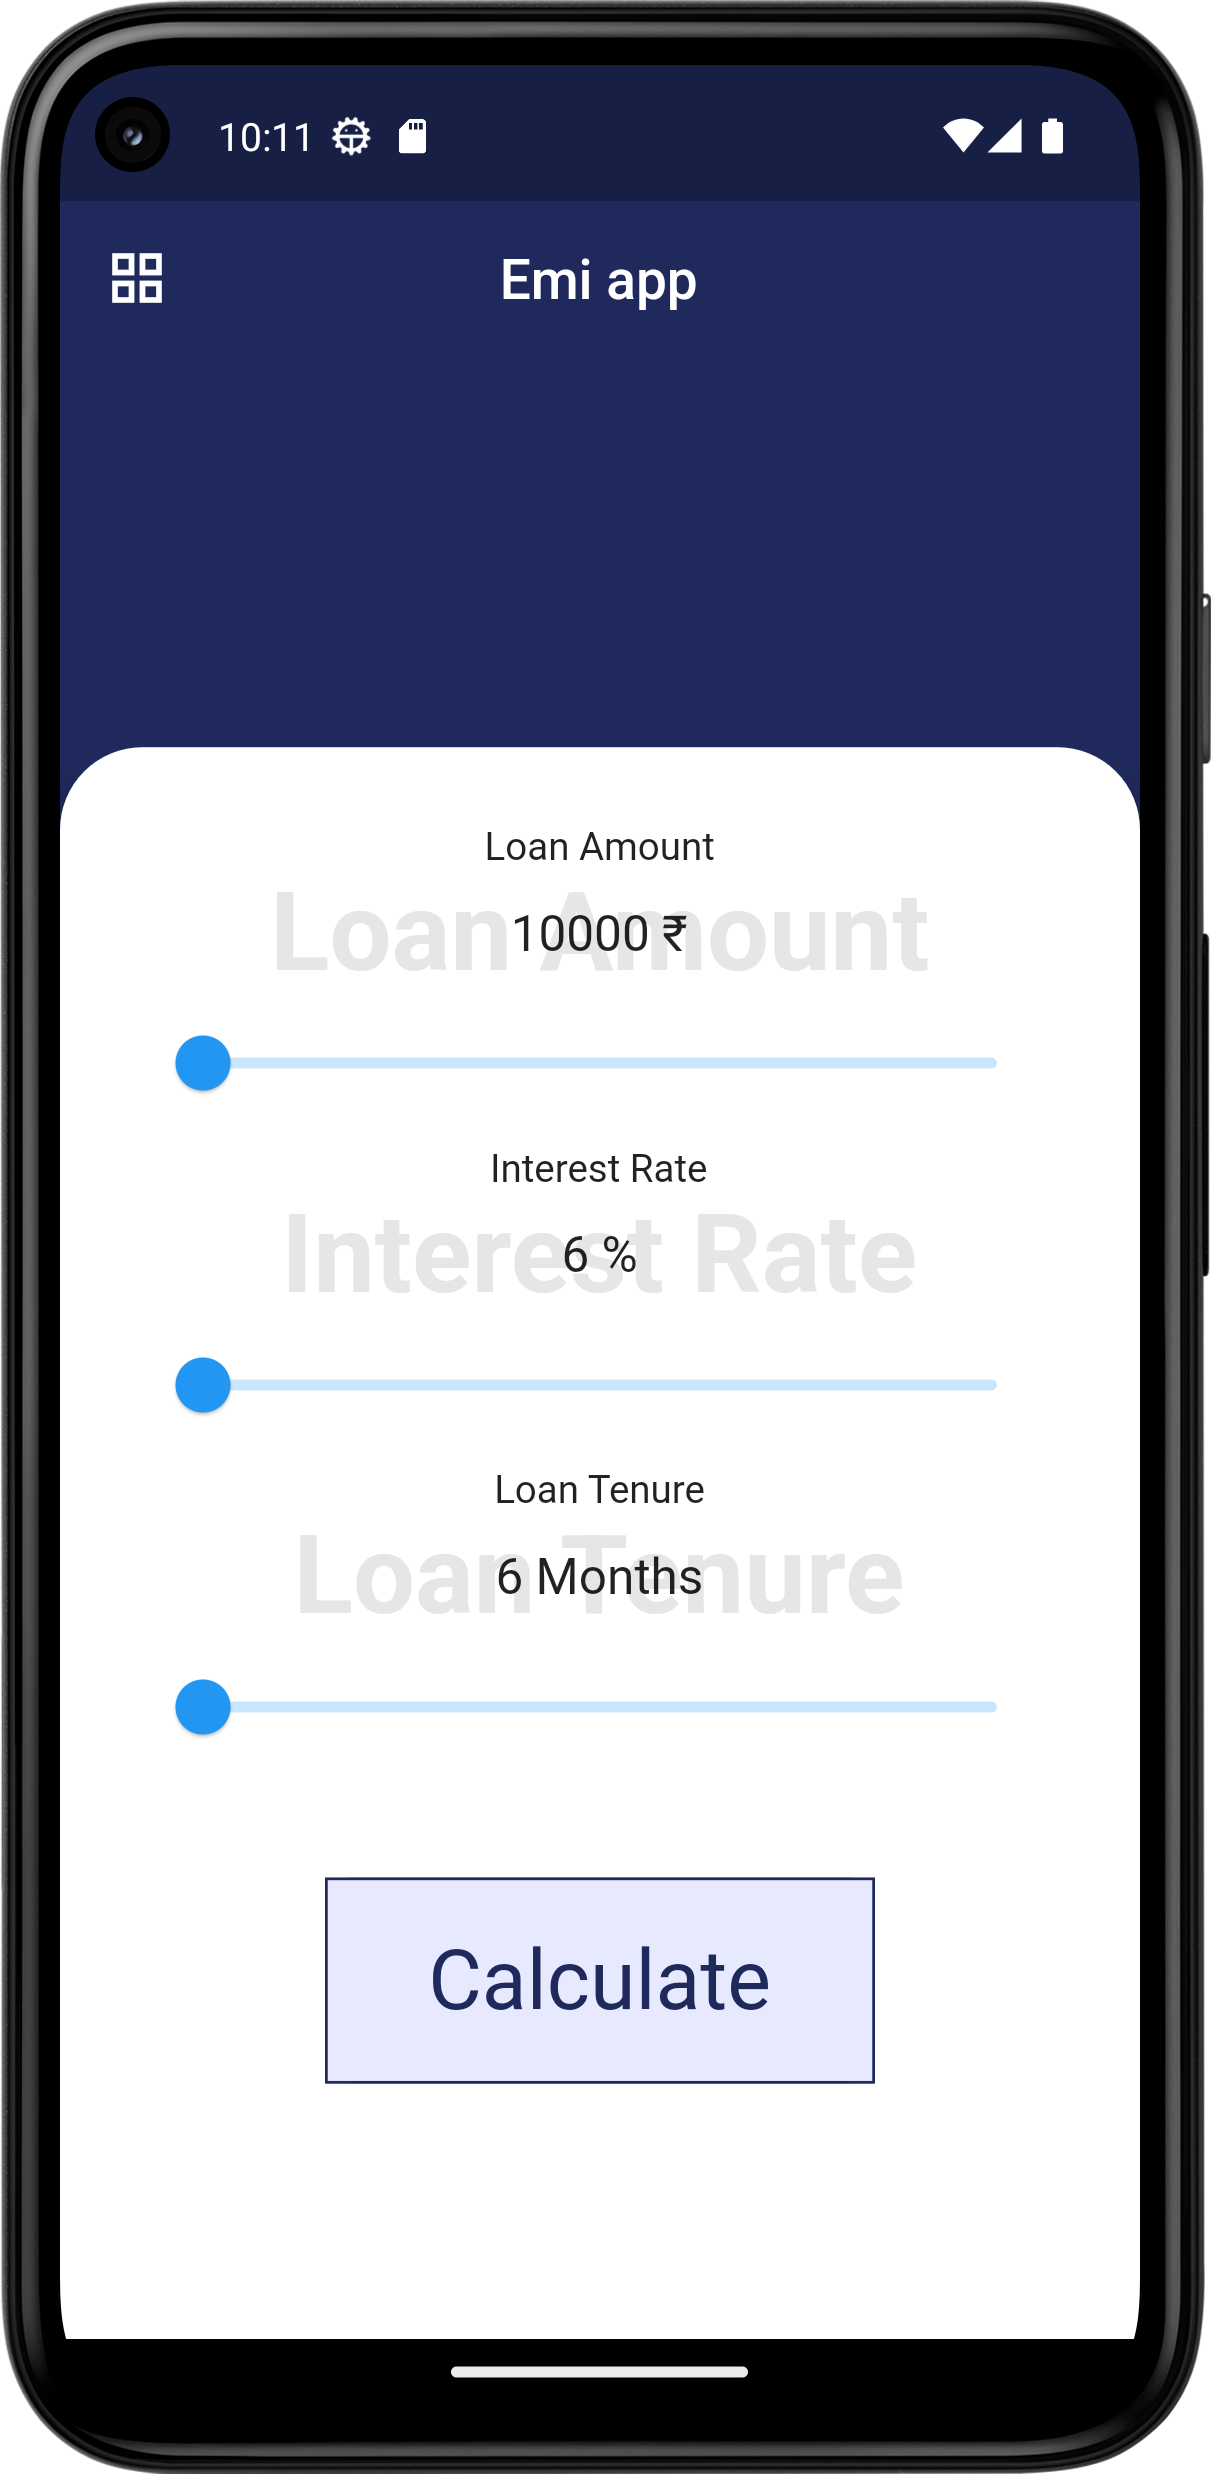 10:11
Emi app
Loan Amount
Loan Amount
10000 ₹
Interest Rate
Interest Rate
6 %
Loan Tenure
Loan Tenure
6 Months
Calculate